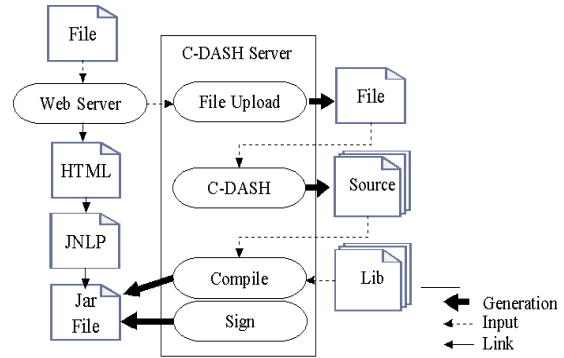 File
C-DASH Server
Web Server
File Upload
File
HTML
C-DASH
Source
JNLP
Compile
Lib
Jar
File
Sign
Generation
Input
Link